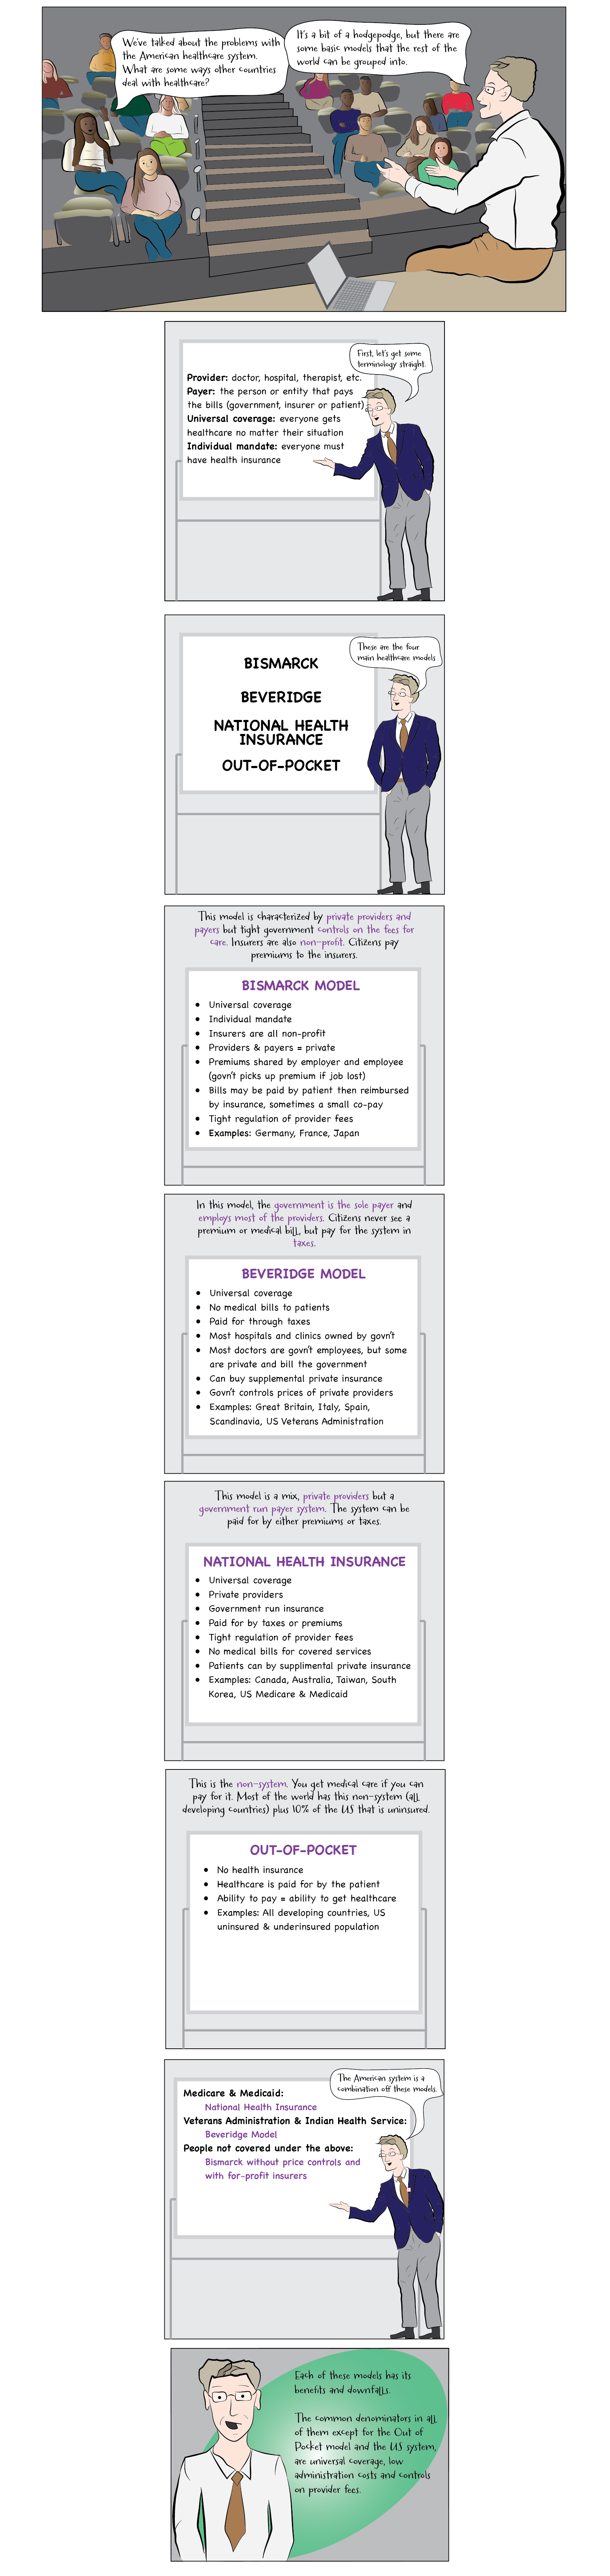 We've talked about the problems with
the American healthcare system.
What are some ways other countries
deal with healthcare?
It's a bit of a hodgepodge, but there are
some basic models that the rest of the
world can be grouped into.
First, let's get some
terminology straight.
Provider: doctor, hospital, therapist, etc.
Payer: the person or entity that pays
the bills (government, insurer or patient)
Universal coverage: everyone gets
healthcare no matter their situation
Individual mandate: everyone must
have health insurance
These are the four
main healthcare models
BISMARCK
BEVERIDGE
NATIONAL HEALTH
INSURANCE
OUT-OF-POCKET
This model is characterized by private providers and
payers but tight government controls on the fees for
care. Insurers are also non-profit. Citizens pay
premiums to the insurers.
BISMARCK MODEL
• Universal coverage
• Individual mandate
• Insurers are all non-profit
• Providers & payers = private
• Premiums shared by employer and employee
(govn't picks up premium if job lost)
• Bills may be paid by patient then reimbursed
by insurance, sometimes a small co-pay
• Tight regulation of provider fees
• Examples: Germany, France, Japan
In this model, the government is the sole payer and
employs most of the providers. Citizens never see a
premium or medical bill, but pay for the system in
taxes.
BEVERIDGE MODEL
• Universal coverage
• No medical bills to patients
• Paid for through taxes
• Most hospitals and clinics owned by govn't
• Most doctors are govn't employees, but some
are private and bill the government
• Can buy supplemental private insurance
• Govn't controls prices of private providers
• Examples: Great Britain, Italy, Spain,
Scandinavia, US Veterans Administration
This model is a mix, private providers but a
government run payer system. The system can be
paid for by either premiums or taxes.
NATIONAL HEALTH INSURANCE
• Universal coverage
• Private providers
• Government run insurance
• Paid for by taxes or premiums
• Tight regulation of provider fees
• No medical bills for covered services
• Patients can by supplimental private insurance
• Examples: Canada, Australia, Taiwan, South
Korea, US Medicare & Medicaid
This is the non-system. You get medical care if you can
pay for it. Most of the world has this non-system (all
developing countries) plus 10% of the US that is uninsured.
OUT-OF-POCKET
• No health insurance
• Healthcare is paid for by the patient
• Ability to pay = ability to get healthcare
• Examples: All developing countries, US
uninsured & underinsured population
The American system is a
combination off these models.
Medicare & Medicaid:
National Health Insurance
Veterans Administration & Indian Health Service:
Beveridge Model
People not covered under the above:
Bismarck without price controls and
with for-profit insurers
Each of these models has its
benefits and downfalls.
The common denominators in all
of them except for the Out of
Pocket model and the US system,
are universal coverage, low
administration costs and controls
on provider fees.